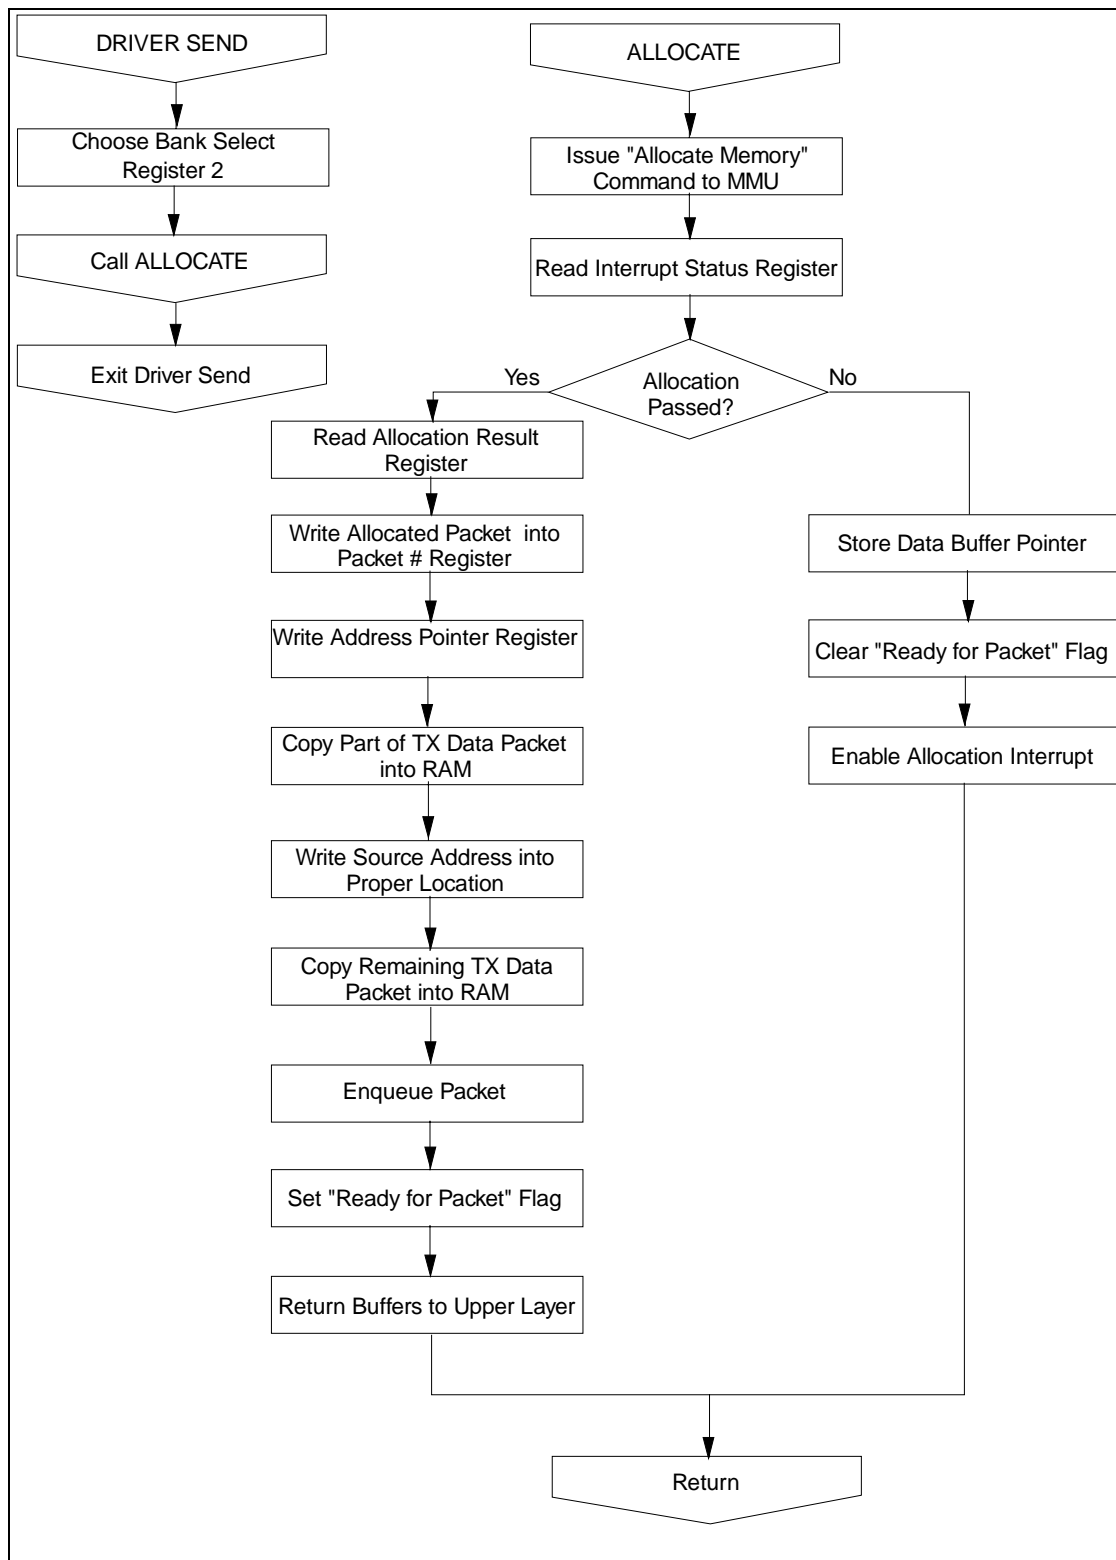 DRIVER SEND
Choose Bank Select
Register 2
Call ALLOCATE
Exit Driver Send
ALLOCATE
Issue "Allocate Memory"
Command to MMU
Read Interrupt Status Register
Allocation
Passed?
Yes
No
Read Allocation Result
Register
Write Allocated Packet into
Packet # Register
Write Address Pointer Register
Copy Part of TX Data Packet
into RAM
Write Source Address into
Proper Location
Copy Remaining TX Data
Packet into RAM
Enqueue Packet
Set "Ready for Packet" Flag
Return Buffers to Upper Layer
Store Data Buffer Pointer
Clear "Ready for Packet" Flag
Enable Allocation Interrupt
Return